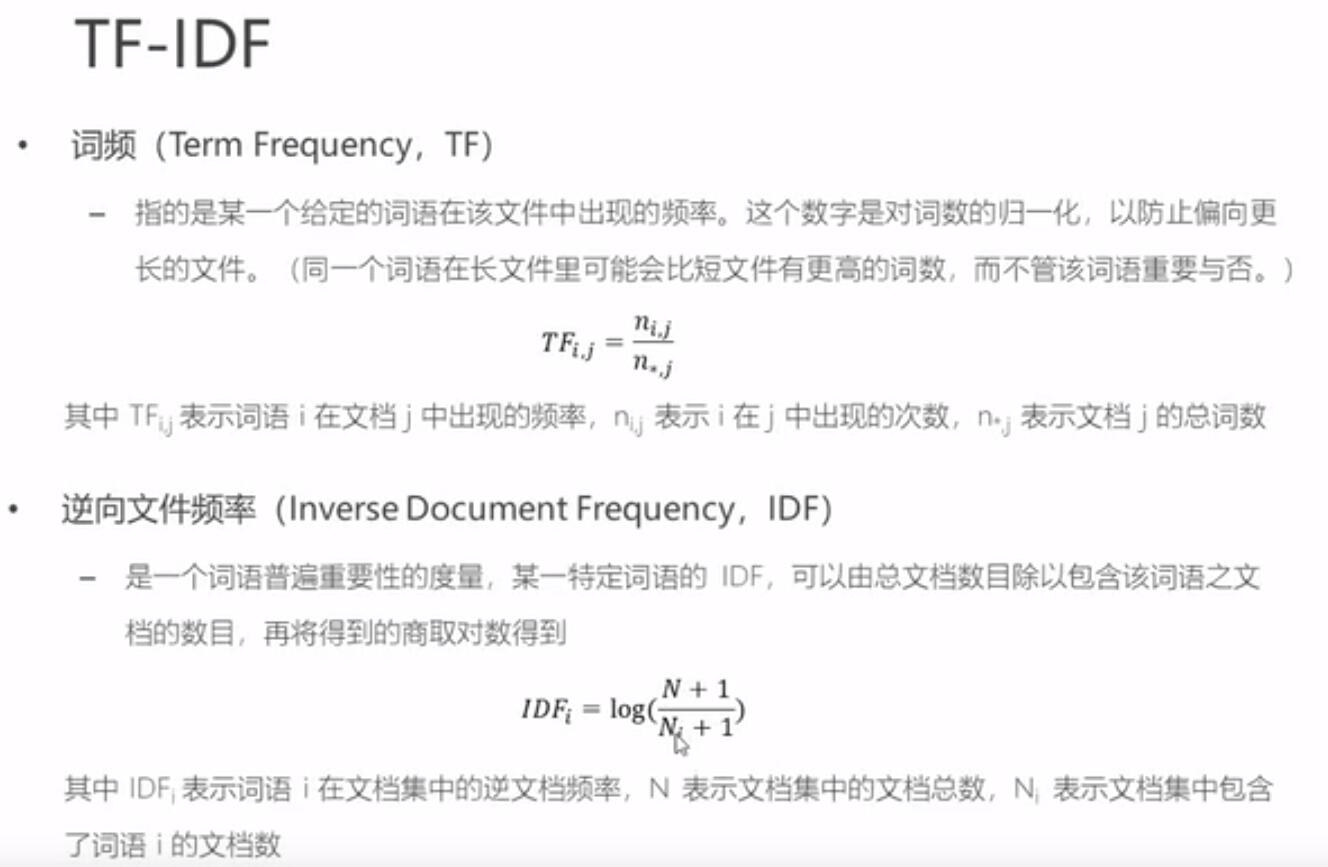 TF-IDF
• 词频（Term Frequency，TF）
– 指的是某一个给定的词语在该文件中出现的频率。这个数字是对词数的归一化，以防止偏向更
长的文件。（同一个词语在长文件里可能会比短文件有更高的词数，而不管该词语重要与否。）
TF_{i,j} = n_{i,j} / n_{*,j}
其中 TF_{i,j} 表示词语 i 在文档 j 中出现的频率，n_{i,j} 表示 i 在 j 中出现的次数，n_{*,j} 表示文档 j 的总词数
• 逆向文件频率（Inverse Document Frequency，IDF）
– 是一个词语普遍重要性的度量，某一特定词语的 IDF，可以由总文档数目除以包含该词语之文
档的数目，再将得到的商取对数得到
IDF_i = log((N + 1) / (N_i + 1))
其中 IDF_i 表示词语 i 在文档集中的逆文档频率，N 表示文档集中的文档总数，N_i 表示文档集中包含
了词语 i 的文档数